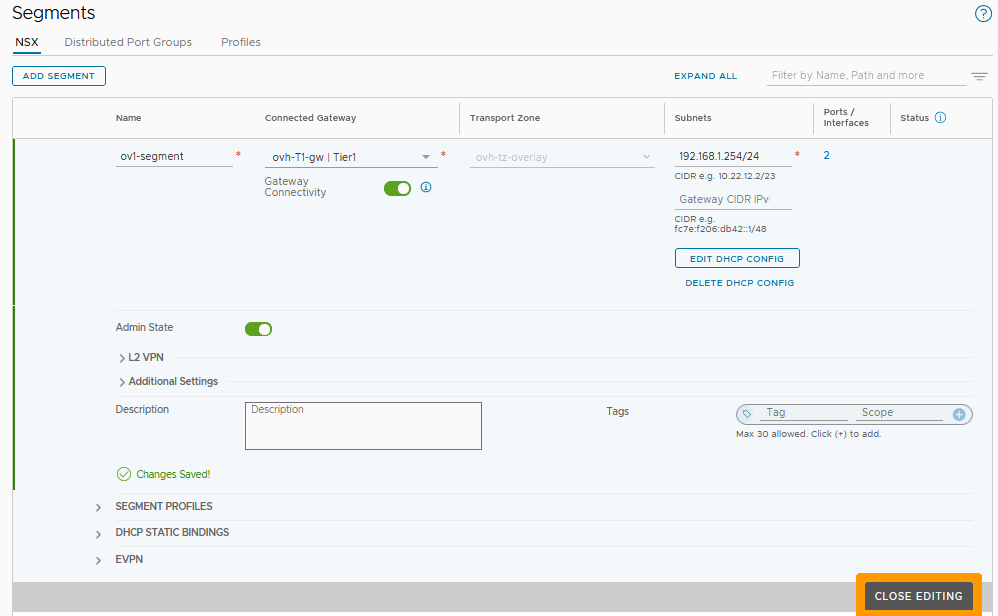 Segments
?
NSX Distributed Port Groups Profiles
ADD SEGMENT EXPAND ALL Filter by Name, Path and more
Name Connected Gateway Transport Zone Subnets Ports / Interfaces Status
ov1-segment * ovh-T1-gw | Tier1 * ovh-tz-overlay 192.168.1.254/24 * 2
CIDR e.g. 10.22.12.2/23
Gateway Connectivity
Gateway CIDR IPv
CIDR e.g.
fc7e:f206:db42::1/48
EDIT DHCP CONFIG
DELETE DHCP CONFIG
Admin State
L2 VPN
Additional Settings
Description Description Tags Tag Scope
Max 30 allowed. Click (+) to add.
Changes Saved!
SEGMENT PROFILES
DHCP STATIC BINDINGS
EVPN
CLOSE EDITING